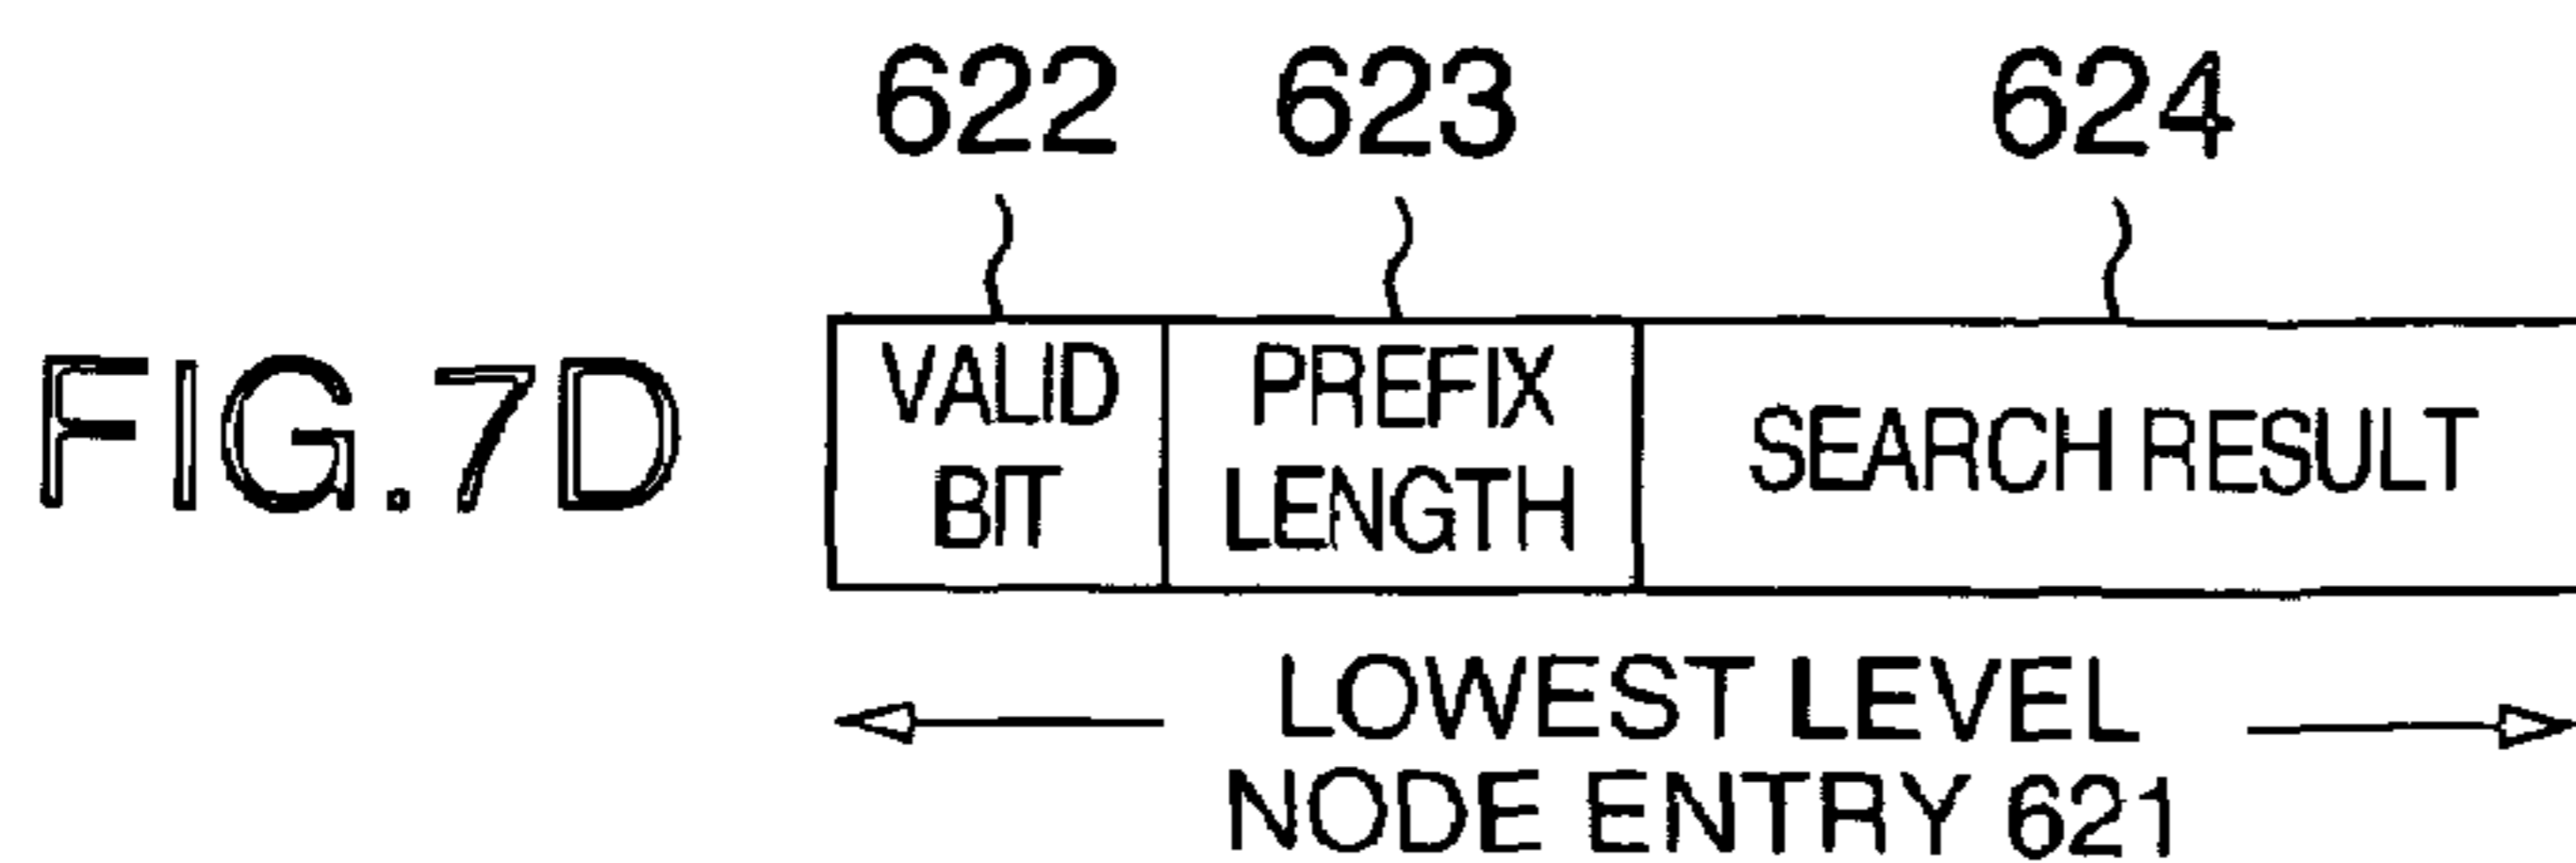 622 623 624
FIG.7D
VALID BIT
PREFIX LENGTH
SEARCH RESULT
LOWEST LEVEL
NODE ENTRY 621